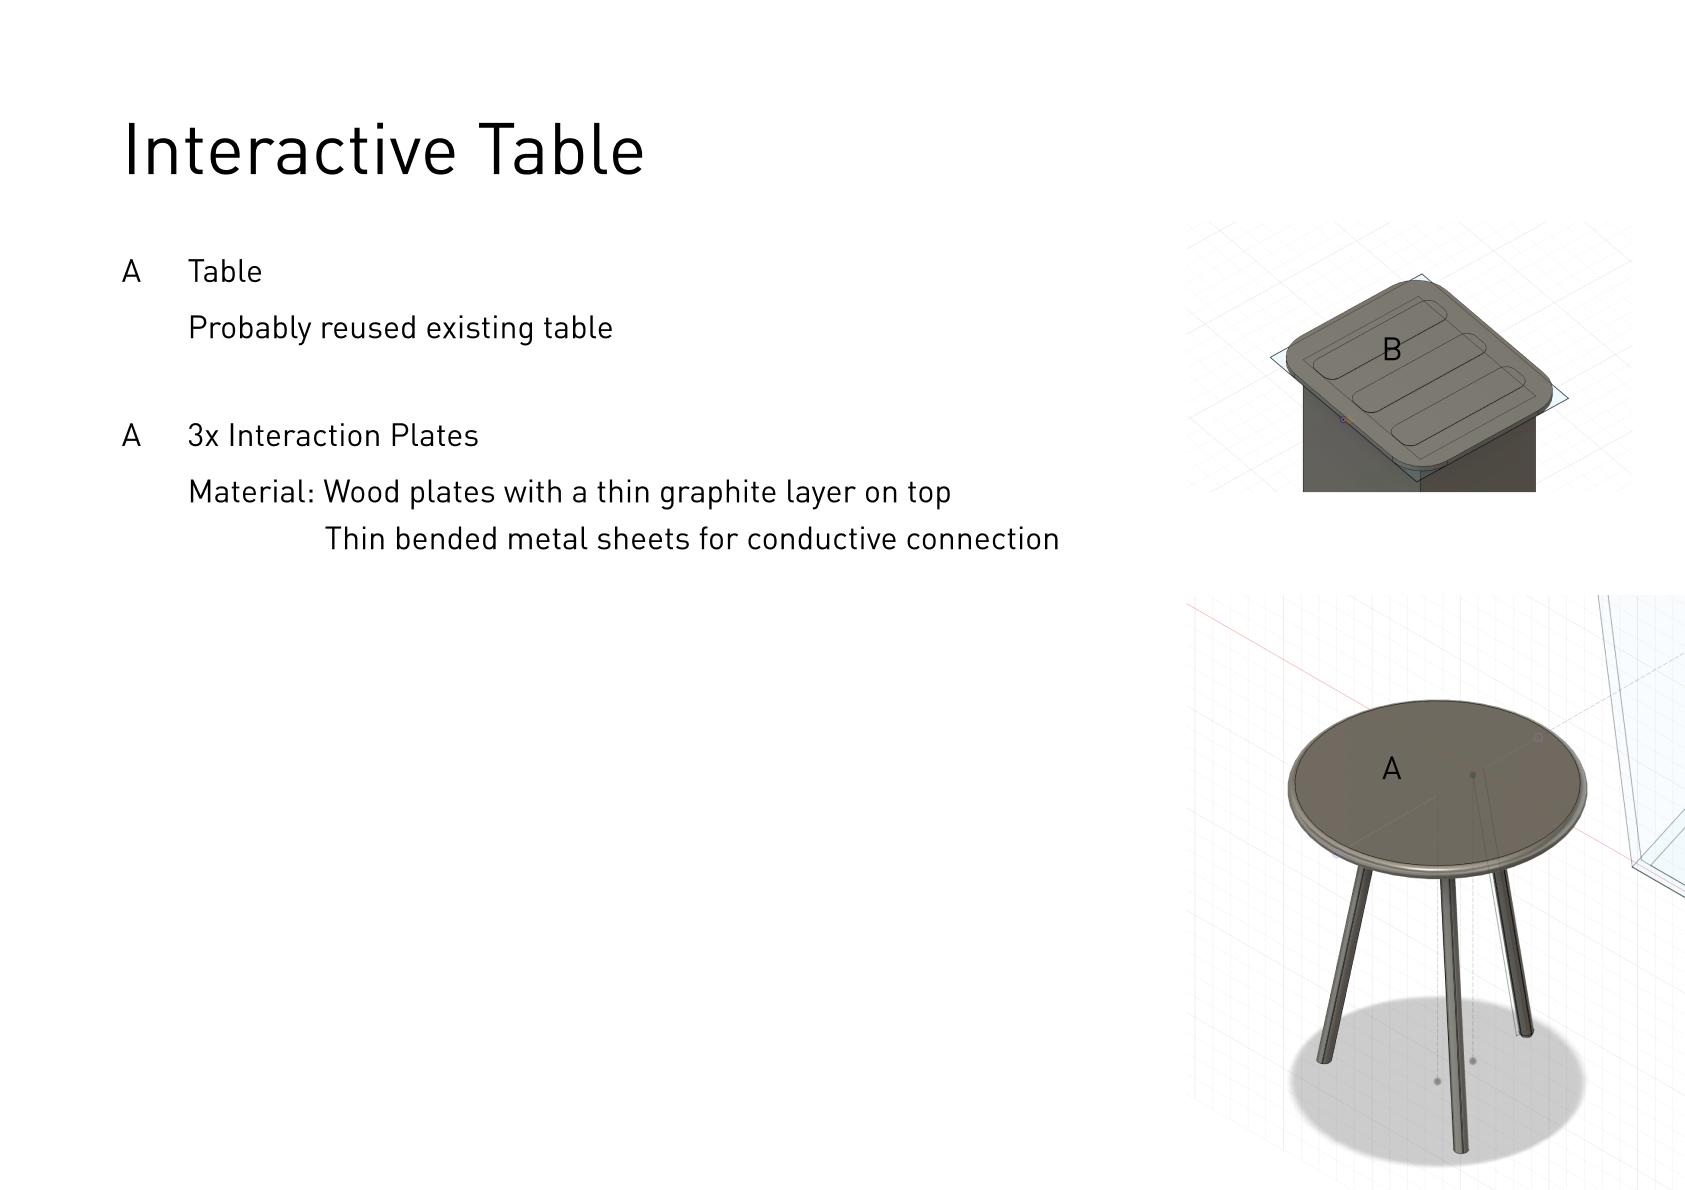 Interactive Table
A Table
Probably reused existing table
A 3x Interaction Plates
Material: Wood plates with a thin graphite layer on top
Thin bended metal sheets for conductive connection
B
A